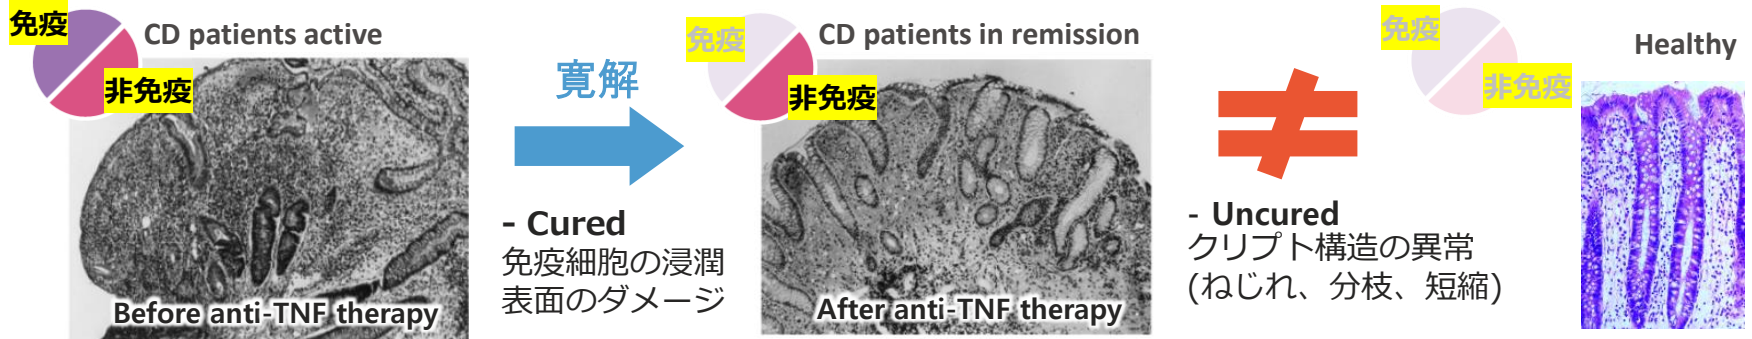 免疫
非免疫
CD patients active
Before anti-TNF therapy
寛解
- Cured
免疫細胞の浸潤
表面のダメージ
免疫
非免疫
CD patients in remission
After anti-TNF therapy
≠
- Uncured
クリプト構造の異常
(ねじれ、分枝、短縮)
免疫
非免疫
Healthy